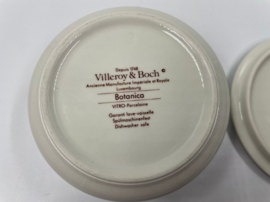 Depuis 1748
Villeroy & Boch ©
Ancienne Manufacture Impériale et Royale
Luxembourg
Botanica
VITRO-Porcelaine
Garanti lave-vaisselle
Spülmaschinenfest
Dishwasher safe